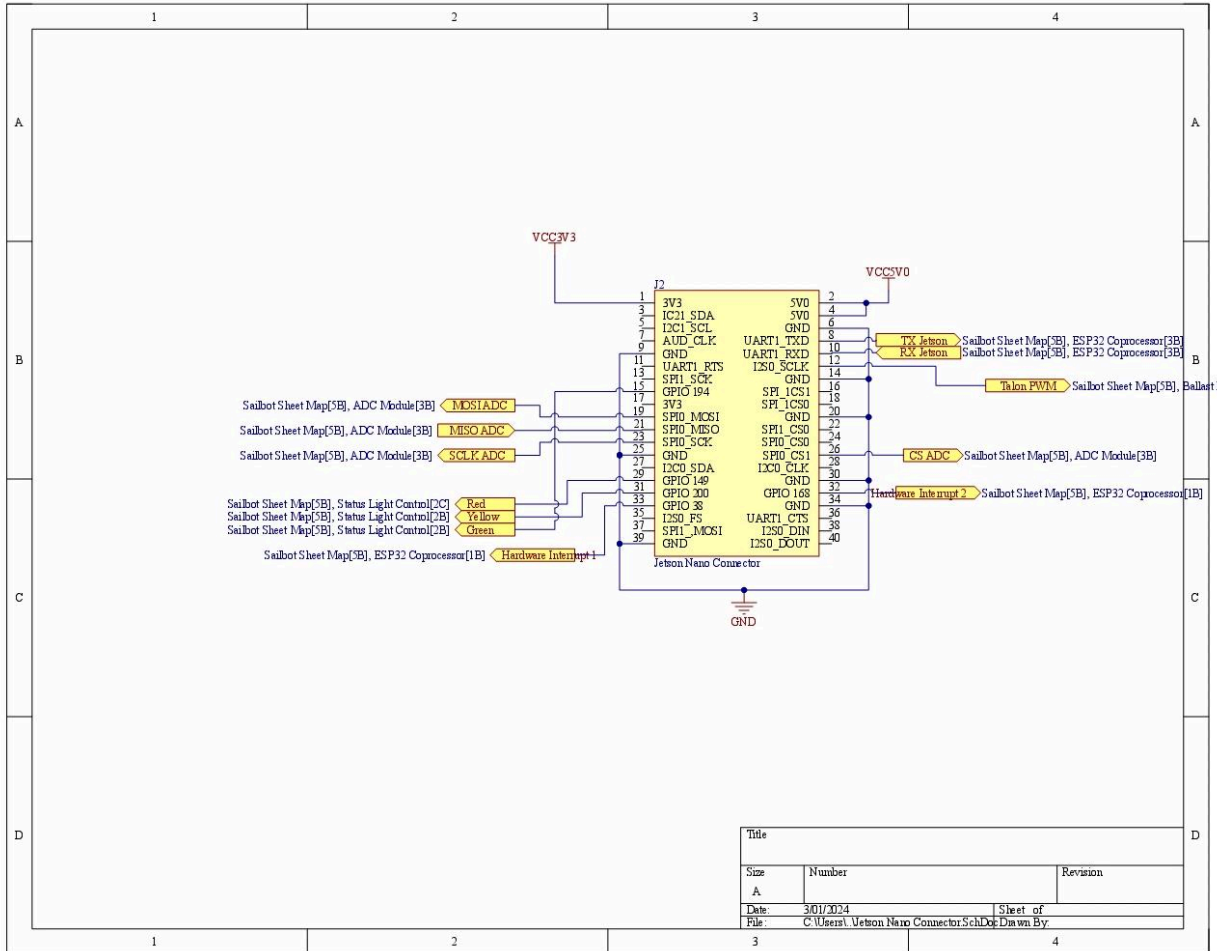 1 2 3 4
A A
VCC3V3
VCC5V0
J2
1 3V3 5V0 2
3 IC21_SDA 5V0 4
5 I2C1_SCL GND 6
7 AUD_CLK UART1_TXD 8 TX Jetson Sailbot Sheet Map[5B], ESP32 Coprocessor[3B]
9 GND UART1_RXD 10 RX Jetson Sailbot Sheet Map[5B], ESP32 Coprocessor[3B]
B B
11 UART1_RTS I2S0_SCLK 12
13 SPI1_SCK GND 14
Talon PWM Sailbot Sheet Map[5B], Ballast
15 GPIO 194 SPI_1CS1 16
17 3V3 SPI_1CS0 18
Sailbot Sheet Map[5B], ADC Module[3B] MOSI ADC
19 SPI0_MOSI GND 20
Sailbot Sheet Map[5B], ADC Module[3B] MISO ADC
21 SPI0_MISO SPI1_CS0 22
23 SPI0_SCK SPI0_CS0 24
Sailbot Sheet Map[5B], ADC Module[3B] SCLK ADC
25 GND SPI0_CS1 26 CS ADC Sailbot Sheet Map[5B], ADC Module[3B]
27 I2C0_SDA I2C0_CLK 28
29 GPIO 149 GND 30
31 GPIO 200 GPIO 168 32 Hardware Interrupt 2 Sailbot Sheet Map[5B], ESP32 Coprocessor[1B]
33 GPIO 38 GND 34
Sailbot Sheet Map[5B], Status Light Control[2C] Red
Sailbot Sheet Map[5B], Status Light Control[2B] Yellow
35 I2S0_FS UART1_CTS 36
Sailbot Sheet Map[5B], Status Light Control[2B] Green
37 SPI1_.MOSI I2S0_DIN 38
39 GND I2S0_DOUT 40
Sailbot Sheet Map[5B], ESP32 Coprocessor[1B] Hardware Interrupt 1
Jetson Nano Connector
C C
GND
D D
Title
Size Number Revision
A
Date: 3/01/2024 Sheet of
File: C:\Users\..\Jetson Nano Connector.SchDoc Drawn By:
1 2 3 4